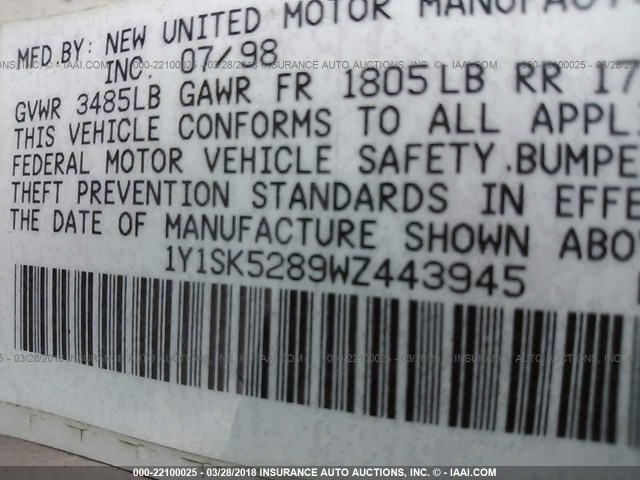 MFD.BY: NEW UNITED MOTOR
INC. 07/98
GVWR 3485LB GAWR FR 1805LB RR
THIS VEHICLE CONFORMS TO ALL
FEDERAL MOTOR VEHICLE SAFETY,
THEFT PREVENTION STANDARDS IN
THE DATE OF MANUFACTURE SHOWN
1Y1SK5289WZ443945
000-22100025 - 03/28/2018 INSURANCE AUTO AUCTIONS, INC. - © IAAI.COM